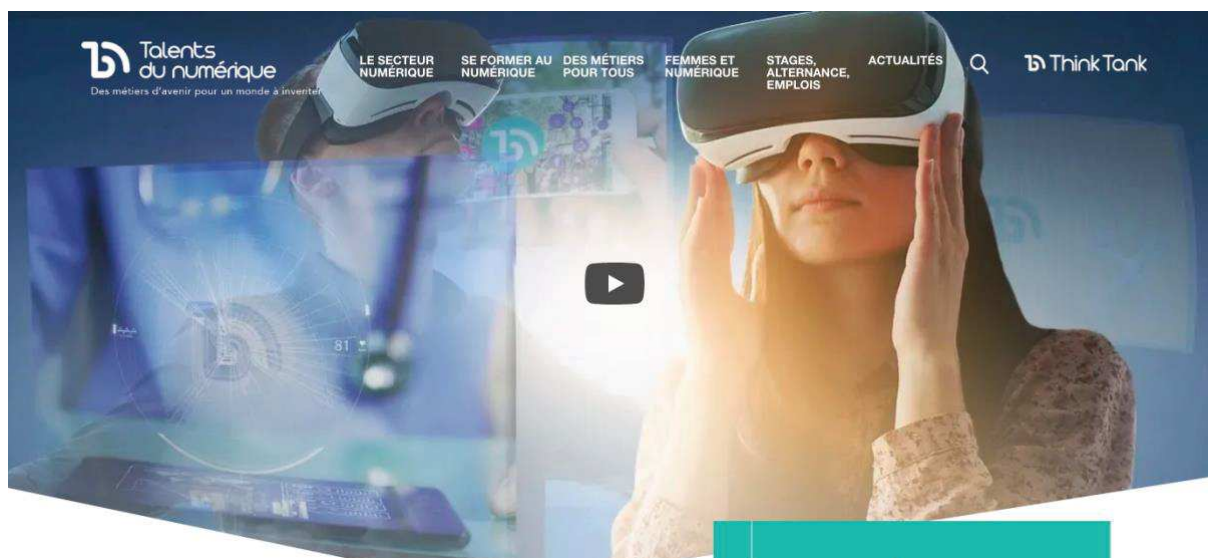 Talents
du numérique
Des métiers d'avenir pour un monde à inventer
LE SECTEUR
NUMÉRIQUE
SE FORMER AU
NUMÉRIQUE
DES MÉTIERS
POUR TOUS
FEMMES ET
NUMÉRIQUE
STAGES,
ALTERNANCE,
EMPLOIS
ACTUALITÉS
Think Tank
81